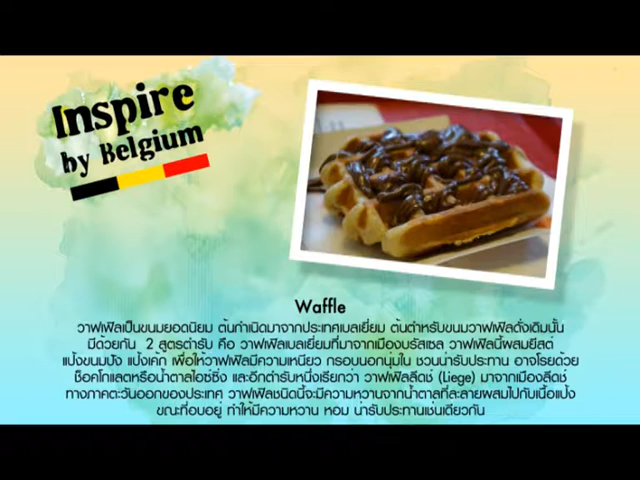 Inspire
by Belgium
Waffle
วาฟเฟิลเป็นขนมยอดนิยม ต้นกำเนิดมาจากประเทศเบลเยี่ยม ต้นตำหรับขนมวาฟเฟิลดั่งเดิมนั้น
มีด้วยกัน 2 สูตรตำรับ คือ วาฟเฟิลเบลเยี่ยมที่มาจากเมืองบรัสเซล วาฟเฟิลนี้ผสมยีสต์
แป้งขนมปัง แป้งเค้ก เพื่อให้วาฟเฟิลมีความเหนียว กรอบนอกนุ่มใน ชวนน่ารับประทาน อาจโรยด้วย
ช็อคโกแลตหรือน้ำตาลไอซ์ซิ่ง และอีกตำรับหนึ่งเรียกว่า วาฟเฟิลลีดช์ (Liege) มาจากเมืองลีดช์
ทางภาคตะวันออกของประเทศ วาฟเฟิลชนิดนี้จะมีความหวานจากน้ำตาลที่ละลายผสมไปกับเนื้อแป้ง
ขณะที่อบอยู่ ทำให้มีความหวาน หอม น่ารับประทานเช่นเดียวกัน